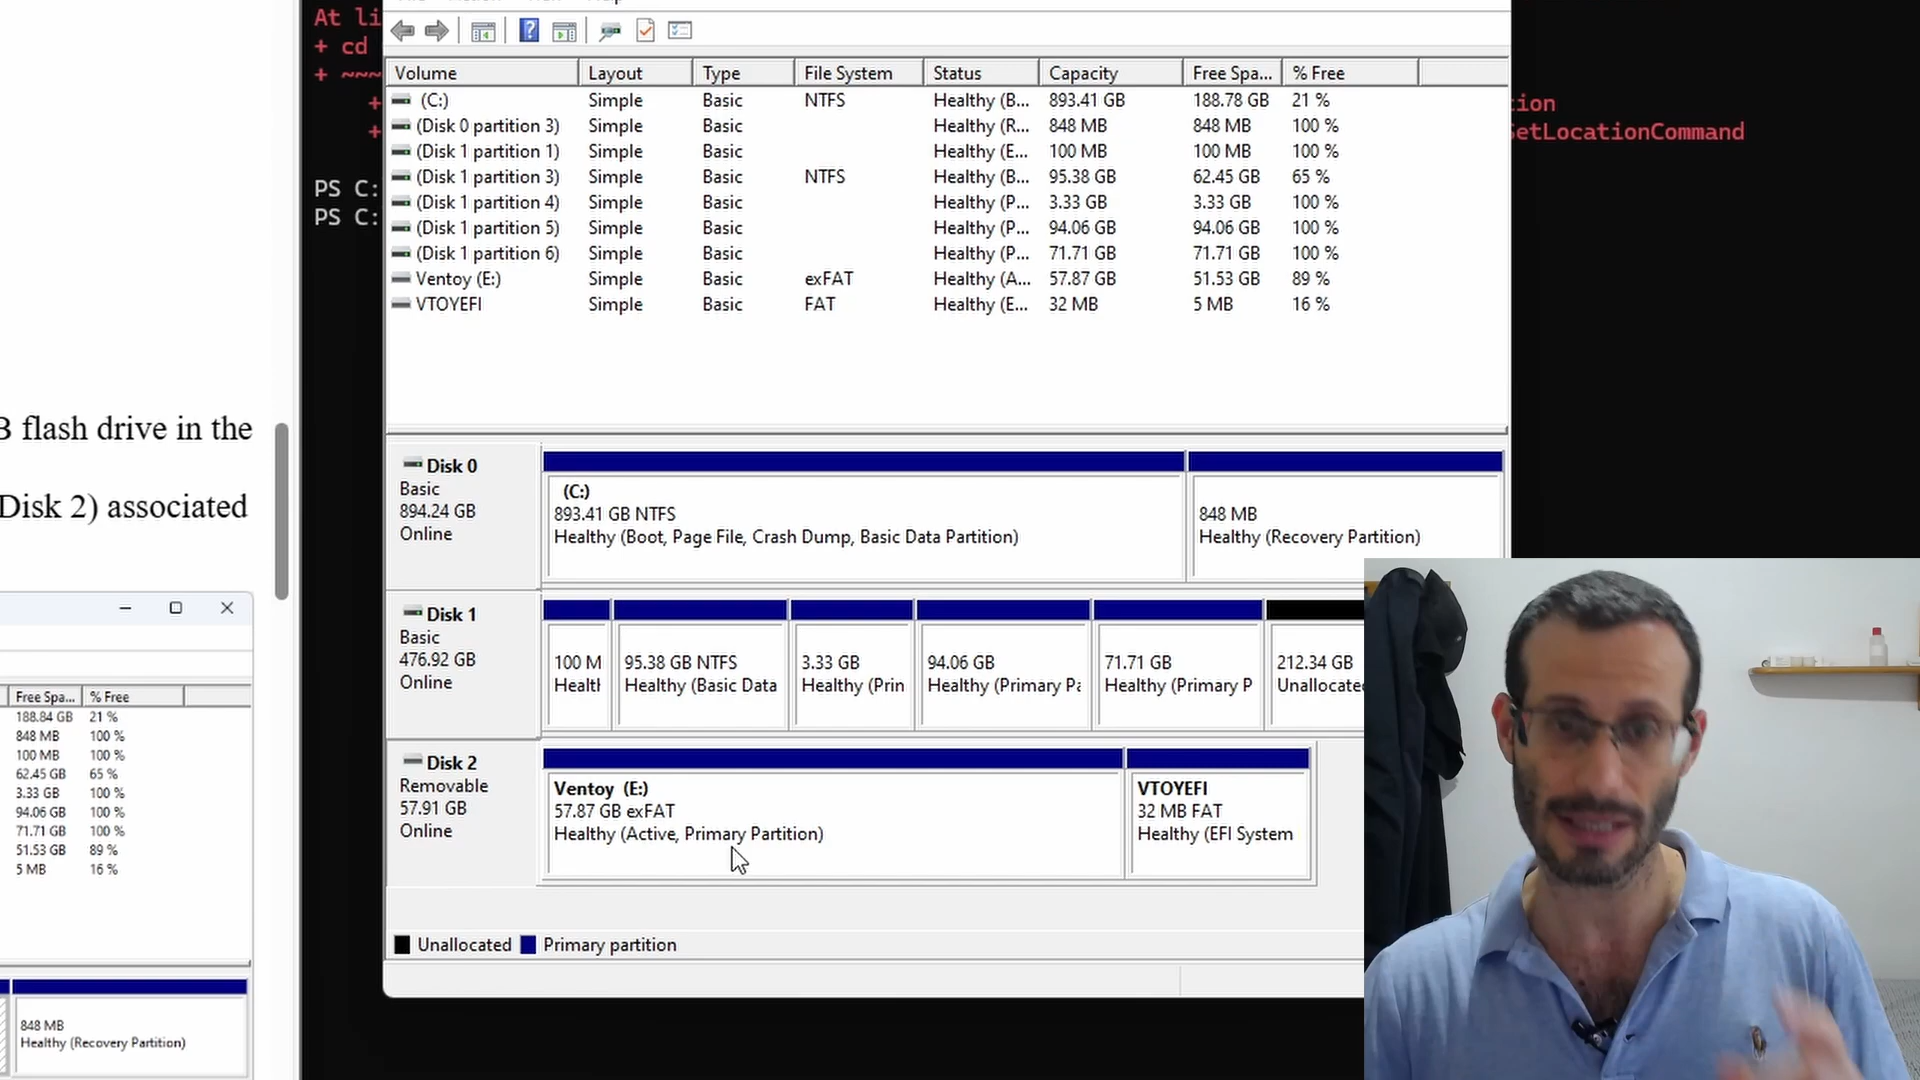 At li
+ cd
+ ~~~
+
+
PS C:
PS C:
tion
SetLocationCommand
B flash drive in the
Disk 2) associated
Free Spa... % Free
188.84 GB 21 %
848 MB 100 %
100 MB 100 %
62.45 GB 65 %
3.33 GB 100 %
94.06 GB 100 %
71.71 GB 100 %
51.53 GB 89 %
5 MB 16 %
848 MB
Healthy (Recovery Partition)
Volume Layout Type File System Status Capacity Free Spa... % Free
(C:) Simple Basic NTFS Healthy (B... 893.41 GB 188.78 GB 21 %
(Disk 0 partition 3) Simple Basic Healthy (R... 848 MB 848 MB 100 %
(Disk 1 partition 1) Simple Basic Healthy (E... 100 MB 100 MB 100 %
(Disk 1 partition 3) Simple Basic NTFS Healthy (B... 95.38 GB 62.45 GB 65 %
(Disk 1 partition 4) Simple Basic Healthy (P... 3.33 GB 3.33 GB 100 %
(Disk 1 partition 5) Simple Basic Healthy (P... 94.06 GB 94.06 GB 100 %
(Disk 1 partition 6) Simple Basic Healthy (P... 71.71 GB 71.71 GB 100 %
Ventoy (E:) Simple Basic exFAT Healthy (A... 57.87 GB 51.53 GB 89 %
VTOYEFI Simple Basic FAT Healthy (E... 32 MB 5 MB 16 %
Disk 0
Basic
894.24 GB
Online
(C:)
893.41 GB NTFS
Healthy (Boot, Page File, Crash Dump, Basic Data Partition)
848 MB
Healthy (Recovery Partition)
Disk 1
Basic
476.92 GB
Online
100 M
Healtl
95.38 GB NTFS
Healthy (Basic Data
3.33 GB
Healthy (Prin
94.06 GB
Healthy (Primary Pa
71.71 GB
Healthy (Primary P
212.34 GB
Unallocated
Disk 2
Removable
57.91 GB
Online
Ventoy (E:)
57.87 GB exFAT
Healthy (Active, Primary Partition)
VTOYEFI
32 MB FAT
Healthy (EFI System
Unallocated Primary partition